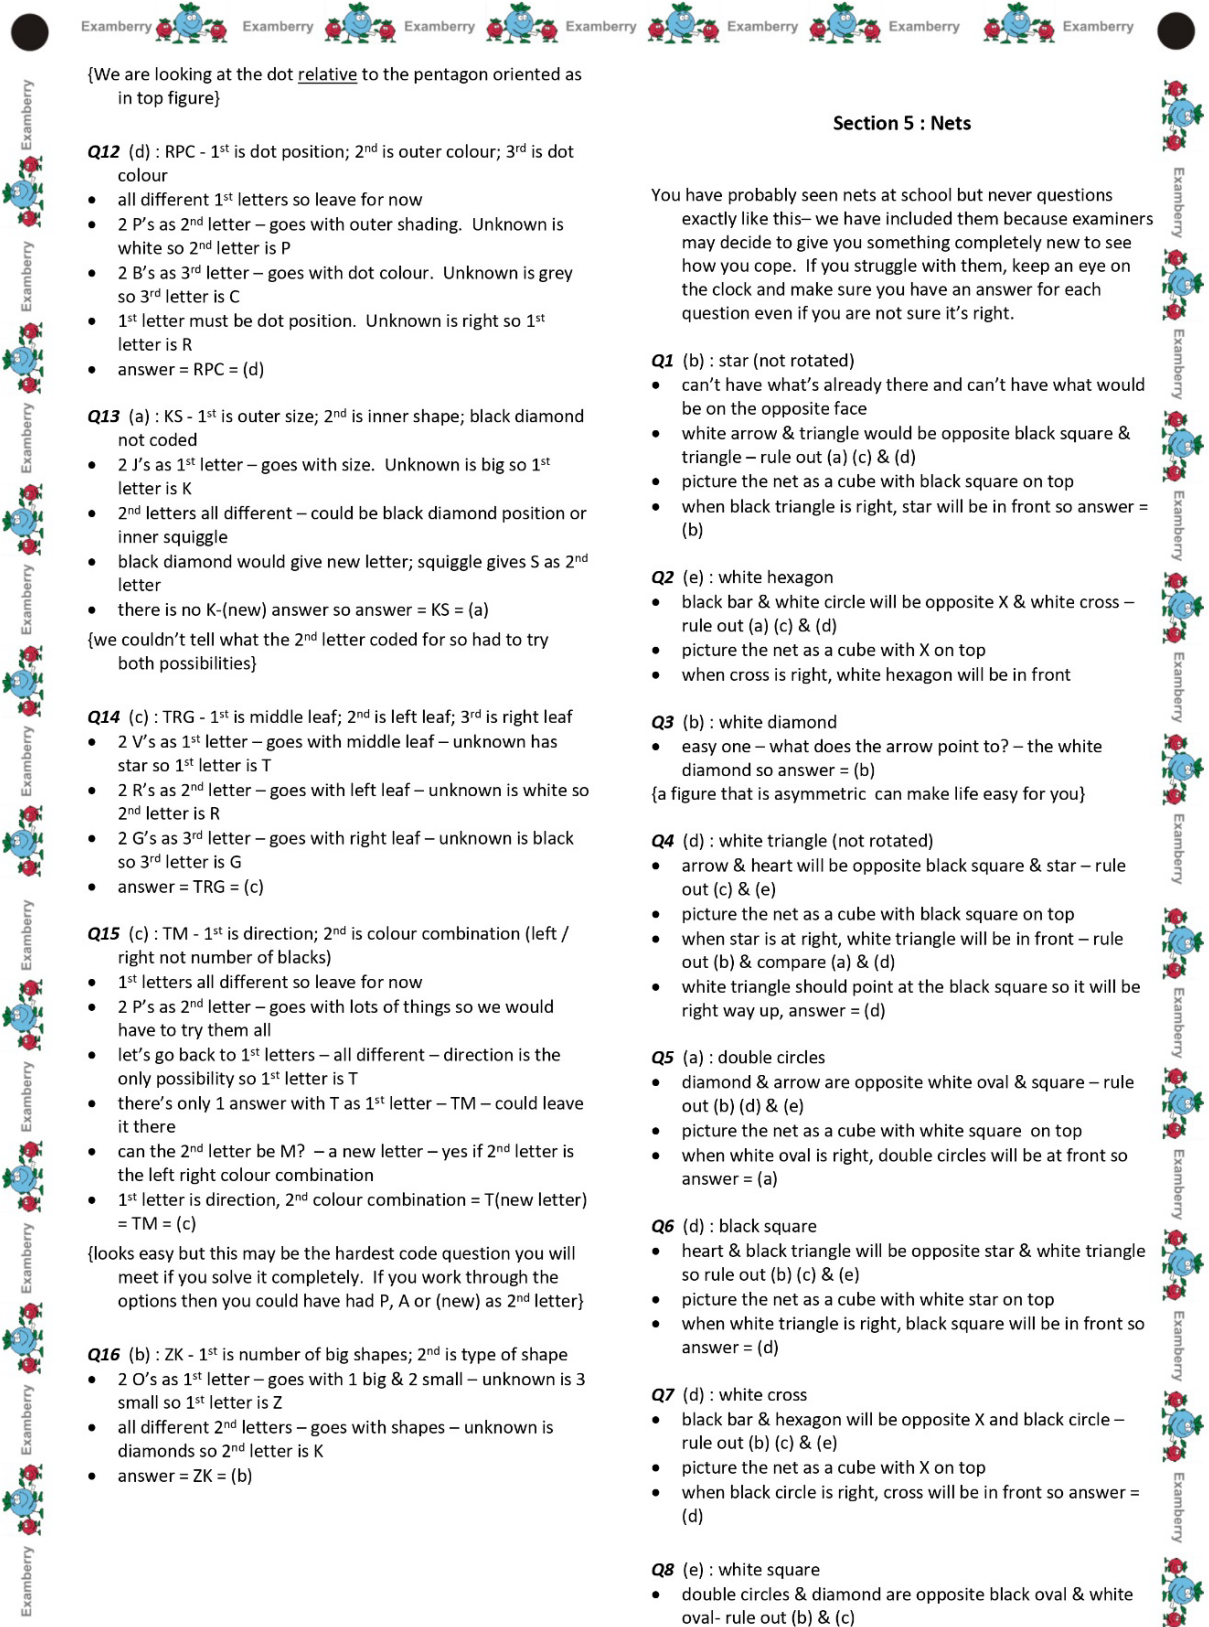 Examberry Examberry Examberry Examberry Examberry Examberry Examberry
{We are looking at the dot relative to the pentagon oriented as
in top figure}
Q12 (d) : RPC - 1st is dot position; 2nd is outer colour; 3rd is dot
colour
• all different 1st letters so leave for now
• 2 P's as 2nd letter – goes with outer shading. Unknown is
white so 2nd letter is P
• 2 B's as 3rd letter – goes with dot colour. Unknown is grey
so 3rd letter is C
• 1st letter must be dot position. Unknown is right so 1st
letter is R
• answer = RPC = (d)
Q13 (a) : KS - 1st is outer size; 2nd is inner shape; black diamond
not coded
• 2 J's as 1st letter – goes with size. Unknown is big so 1st
letter is K
• 2nd letters all different – could be black diamond position or
inner squiggle
• black diamond would give new letter; squiggle gives S as 2nd
letter
• there is no K-(new) answer so answer = KS = (a)
{we couldn't tell what the 2nd letter coded for so had to try
both possibilities}
Q14 (c) : TRG - 1st is middle leaf; 2nd is left leaf; 3rd is right leaf
• 2 V's as 1st letter – goes with middle leaf – unknown has
star so 1st letter is T
• 2 R's as 2nd letter – goes with left leaf – unknown is white so
2nd letter is R
• 2 G's as 3rd letter – goes with right leaf – unknown is black
so 3rd letter is G
• answer = TRG = (c)
Q15 (c) : TM - 1st is direction; 2nd is colour combination (left /
right not number of blacks)
• 1st letters all different so leave for now
• 2 P's as 2nd letter – goes with lots of things so we would
have to try them all
• let's go back to 1st letters – all different – direction is the
only possibility so 1st letter is T
• there's only 1 answer with T as 1st letter – TM – could leave
it there
• can the 2nd letter be M? – a new letter – yes if 2nd letter is
the left right colour combination
• 1st letter is direction, 2nd colour combination = T(new letter)
= TM = (c)
{looks easy but this may be the hardest code question you will
meet if you solve it completely. If you work through the
options then you could have had P, A or (new) as 2nd letter}
Q16 (b) : ZK - 1st is number of big shapes; 2nd is type of shape
• 2 O's as 1st letter – goes with 1 big & 2 small – unknown is 3
small so 1st letter is Z
• all different 2nd letters – goes with shapes – unknown is
diamonds so 2nd letter is K
• answer = ZK = (b)
Section 5 : Nets
You have probably seen nets at school but never questions
exactly like this– we have included them because examiners
may decide to give you something completely new to see
how you cope. If you struggle with them, keep an eye on
the clock and make sure you have an answer for each
question even if you are not sure it's right.
Q1 (b) : star (not rotated)
• can't have what's already there and can't have what would
be on the opposite face
• white arrow & triangle would be opposite black square &
triangle – rule out (a) (c) & (d)
• picture the net as a cube with black square on top
• when black triangle is right, star will be in front so answer =
(b)
Q2 (e) : white hexagon
• black bar & white circle will be opposite X & white cross –
rule out (a) (c) & (d)
• picture the net as a cube with X on top
• when cross is right, white hexagon will be in front
Q3 (b) : white diamond
• easy one – what does the arrow point to? – the white
diamond so answer = (b)
{a figure that is asymmetric can make life easy for you}
Q4 (d) : white triangle (not rotated)
• arrow & heart will be opposite black square & star – rule
out (c) & (e)
• picture the net as a cube with black square on top
• when star is at right, white triangle will be in front – rule
out (b) & compare (a) & (d)
• white triangle should point at the black square so it will be
right way up, answer = (d)
Q5 (a) : double circles
• diamond & arrow are opposite white oval & square – rule
out (b) (d) & (e)
• picture the net as a cube with white square on top
• when white oval is right, double circles will be at front so
answer = (a)
Q6 (d) : black square
• heart & black triangle will be opposite star & white triangle
so rule out (b) (c) & (e)
• picture the net as a cube with white star on top
• when white triangle is right, black square will be in front so
answer = (d)
Q7 (d) : white cross
• black bar & hexagon will be opposite X and black circle –
rule out (b) (c) & (e)
• picture the net as a cube with X on top
• when black circle is right, cross will be in front so answer =
(d)
Q8 (e) : white square
• double circles & diamond are opposite black oval & white
oval- rule out (b) & (c)
Examberry Examberry Examberry Examberry Examberry Examberry Examberry Examberry Examberry Examberry
Examberry Examberry Examberry Examberry Examberry Examberry Examberry Examberry Examberry